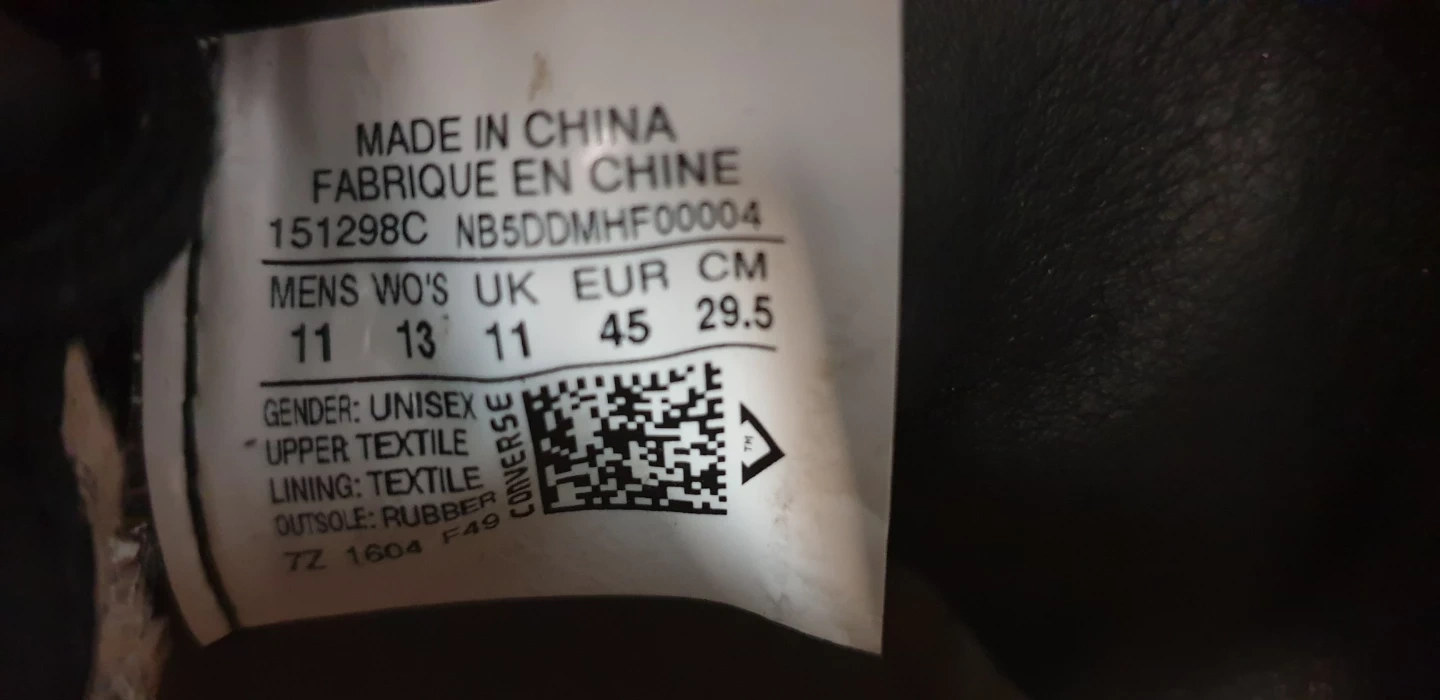 MADE IN CHINA
FABRIQUE EN CHINE
151298C NB5DDMHF00004
MENS WO'S UK EUR CM
11 13 11 45 29.5
GENDER: UNISEX
UPPER TEXTILE
LINING: TEXTILE
OUTSOLE: RUBBER
7Z 1604 F49
CONVERSE
TM